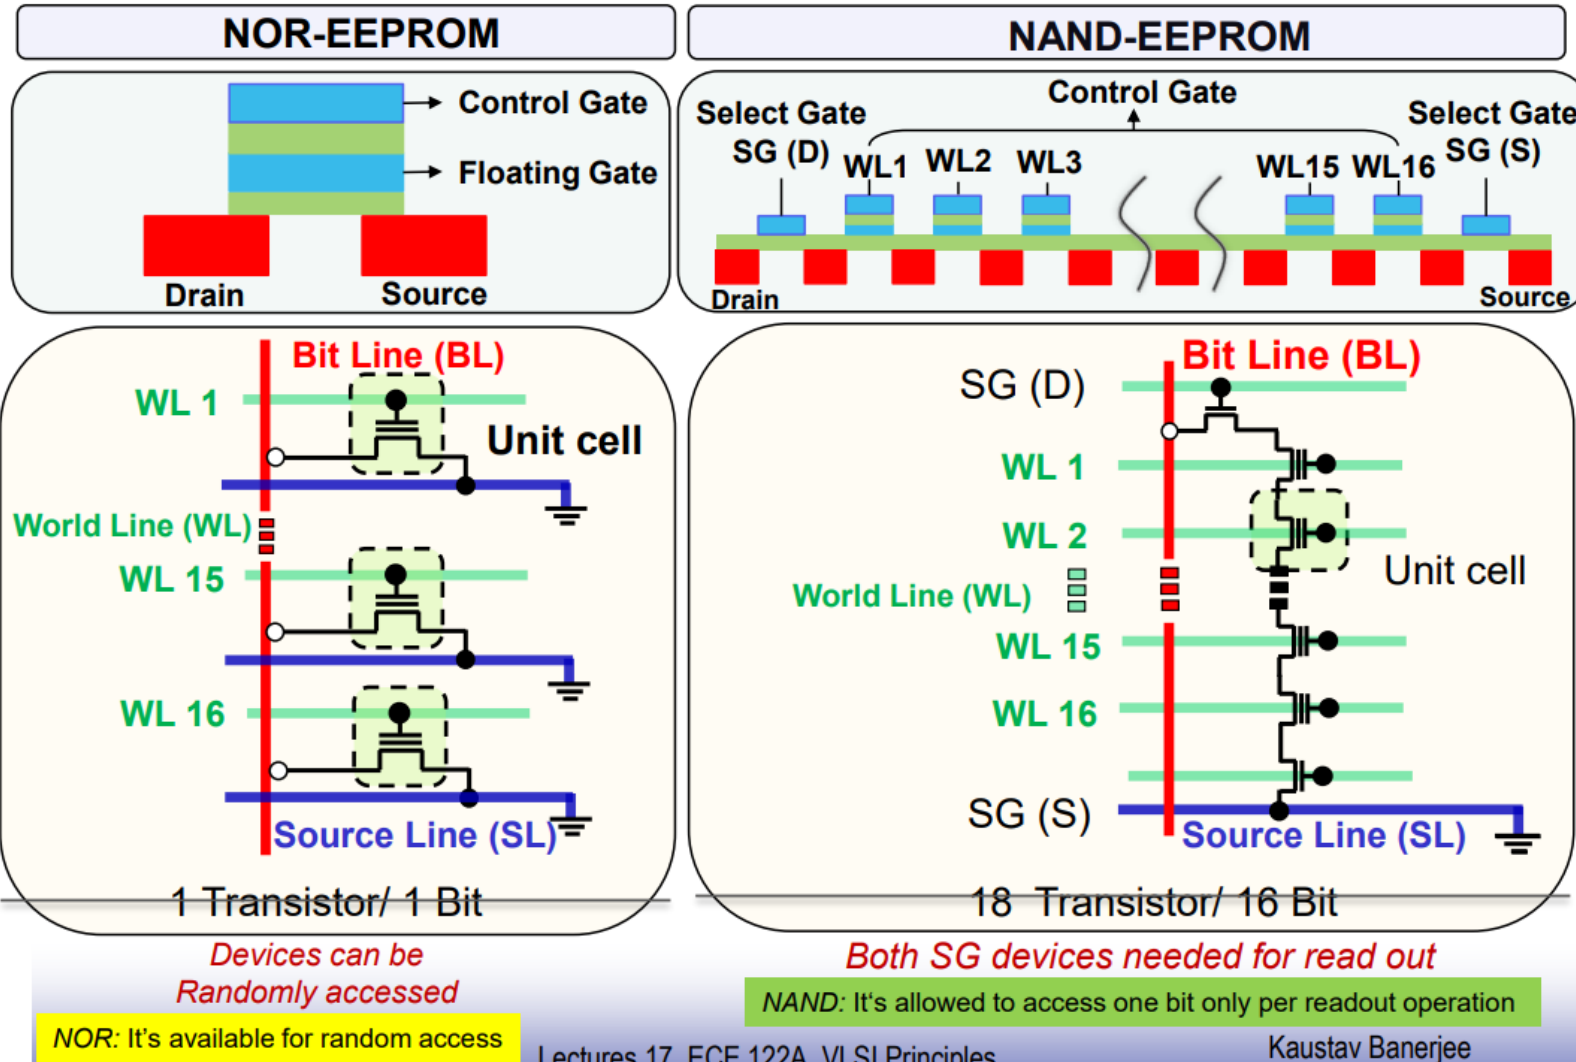 NOR-EEPROM
Control Gate
Floating Gate
Drain
Source
NAND-EEPROM
Control Gate
Select Gate
SG (D)
WL1
WL2
WL3
WL15
WL16
Select Gate
SG (S)
Drain
Source
Bit Line (BL)
WL 1
Unit cell
World Line (WL)
WL 15
WL 16
Source Line (SL)
1 Transistor/ 1 Bit
Bit Line (BL)
SG (D)
WL 1
WL 2
Unit cell
World Line (WL)
WL 15
WL 16
SG (S)
Source Line (SL)
18 Transistor/ 16 Bit
Devices can be
Randomly accessed
NOR: It's available for random access
Both SG devices needed for read out
NAND: It's allowed to access one bit only per readout operation
Lectures 17, ECE 122A, VLSI Principles
Kaustav Banerjee